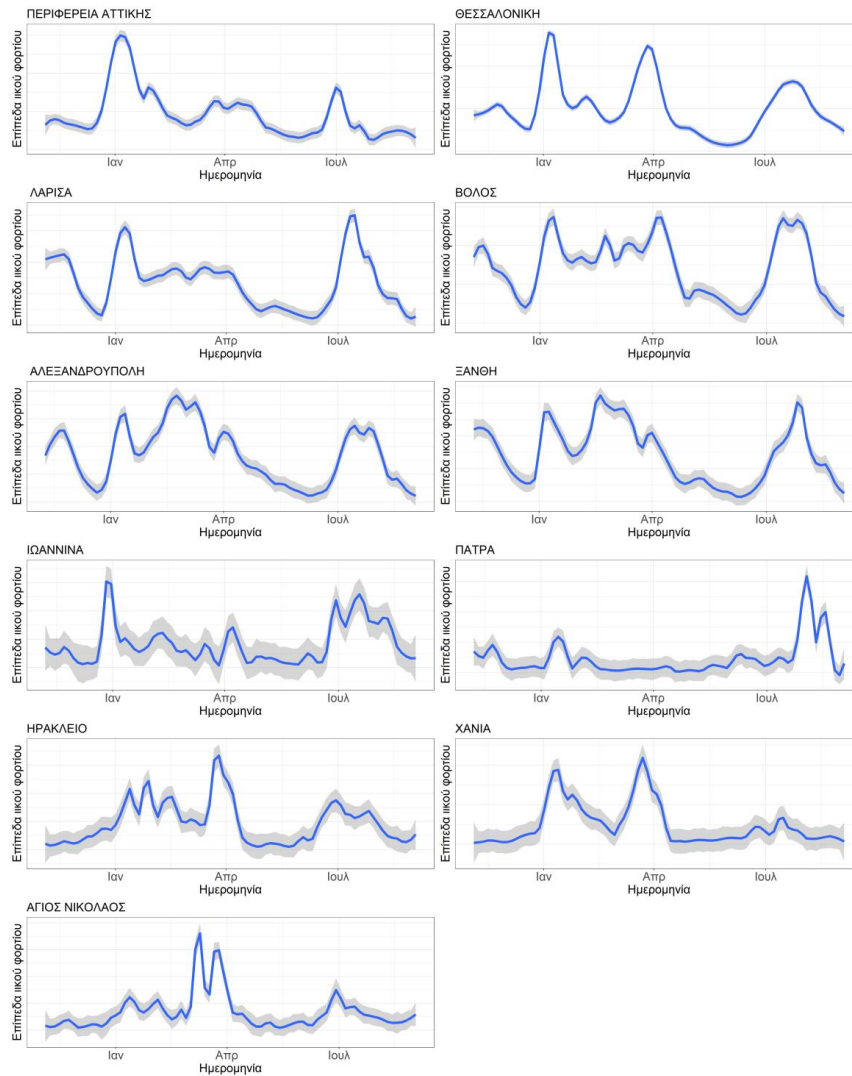 ΠΕΡΙΦΕΡΕΙΑ ΑΤΤΙΚΗΣ
Επίπεδα ιικού φορτίου
Ιαν Απρ Ιουλ
Ημερομηνία
ΘΕΣΣΑΛΟΝΙΚΗ
Επίπεδα ιικού φορτίου
Ιαν Απρ Ιουλ
Ημερομηνία
ΛΑΡΙΣΑ
Επίπεδα ιικού φορτίου
Ιαν Απρ Ιουλ
Ημερομηνία
ΒΟΛΟΣ
Επίπεδα ιικού φορτίου
Ιαν Απρ Ιουλ
Ημερομηνία
ΑΛΕΞΑΝΔΡΟΥΠΟΛΗ
Επίπεδα ιικού φορτίου
Ιαν Απρ Ιουλ
Ημερομηνία
ΞΑΝΘΗ
Επίπεδα ιικού φορτίου
Ιαν Απρ Ιουλ
Ημερομηνία
ΙΩΑΝΝΙΝΑ
Επίπεδα ιικού φορτίου
Ιαν Απρ Ιουλ
Ημερομηνία
ΠΑΤΡΑ
Επίπεδα ιικού φορτίου
Ιαν Απρ Ιουλ
Ημερομηνία
ΗΡΑΚΛΕΙΟ
Επίπεδα ιικού φορτίου
Ιαν Απρ Ιουλ
Ημερομηνία
ΧΑΝΙΑ
Επίπεδα ιικού φορτίου
Ιαν Απρ Ιουλ
Ημερομηνία
ΑΓΙΟΣ ΝΙΚΟΛΑΟΣ
Επίπεδα ιικού φορτίου
Ιαν Απρ Ιουλ
Ημερομηνία